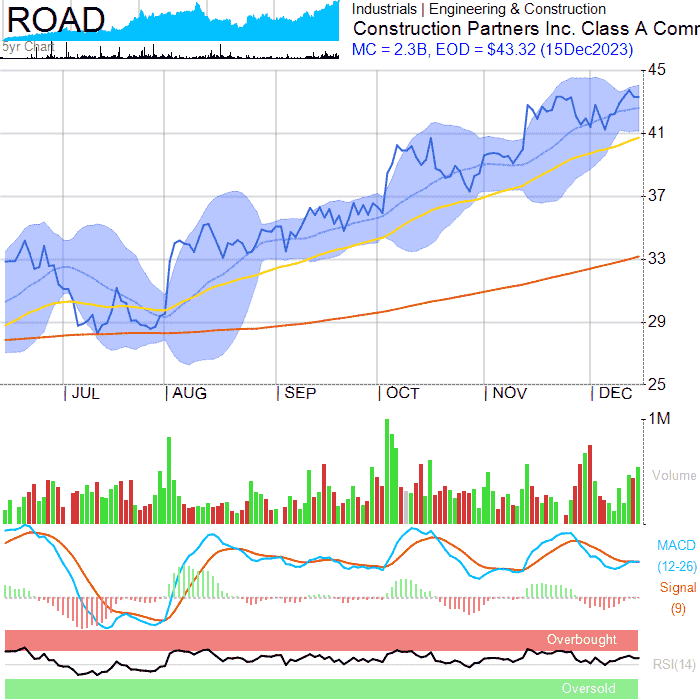 ROAD
5yr Chart
Industrials | Engineering & Construction
Construction Partners Inc. Class A Comm
MC = 2.3B, EOD = $43.32 (15Dec2023)
45
41
37
33
29
25
JUL AUG SEP OCT NOV DEC
1M
Volume
MACD
(12-26)
Signal
(9)
Overbought
RSI(14)
Oversold